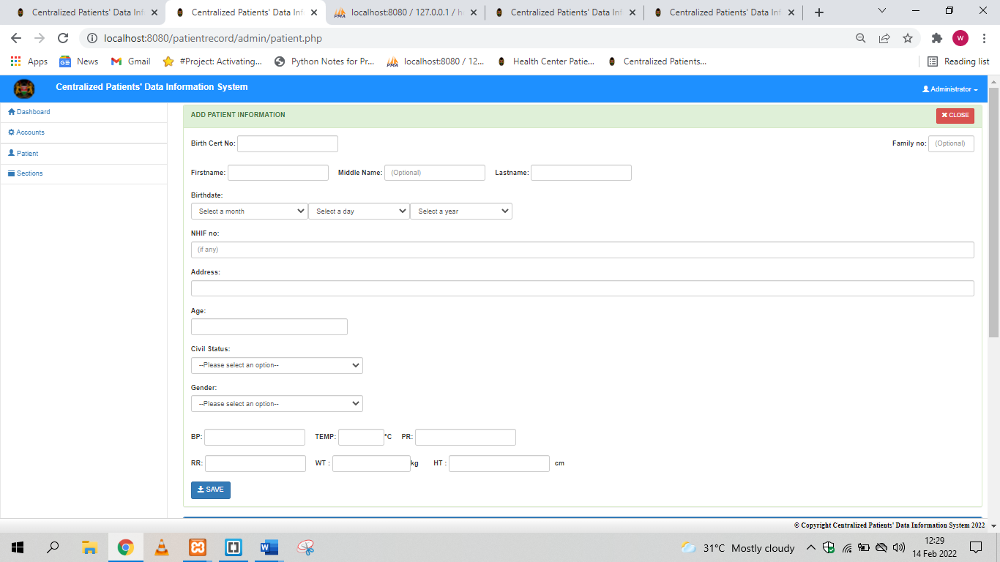 Centralized Patients' Data Inf
Centralized Patients' Data Inf
localhost:8080 / 127.0.0.1 / h
Centralized Patients' Data Inf
Centralized Patients' Data Inf
localhost:8080/patientrecord/admin/patient.php
W
Apps
News
Gmail
#Project: Activating...
Python Notes for Pr...
localhost:8080 / 12...
Health Center Patie...
Centralized Patients...
Reading list
Centralized Patients' Data Information System
Administrator
Dashboard
Accounts
Patient
Sections
ADD PATIENT INFORMATION
CLOSE
Birth Cert No:
Family no: (Optional)
Firstname: Middle Name: (Optional) Lastname:
Birthdate:
Select a month Select a day Select a year
NHIF no:
(if any)
Address:
Age:
Civil Status:
--Please select an option--
Gender:
--Please select an option--
BP: TEMP: °C PR:
RR: WT : kg HT : cm
SAVE
© Copyright Centralized Patients' Data Information System 2022
31°C Mostly cloudy
12:29
14 Feb 2022